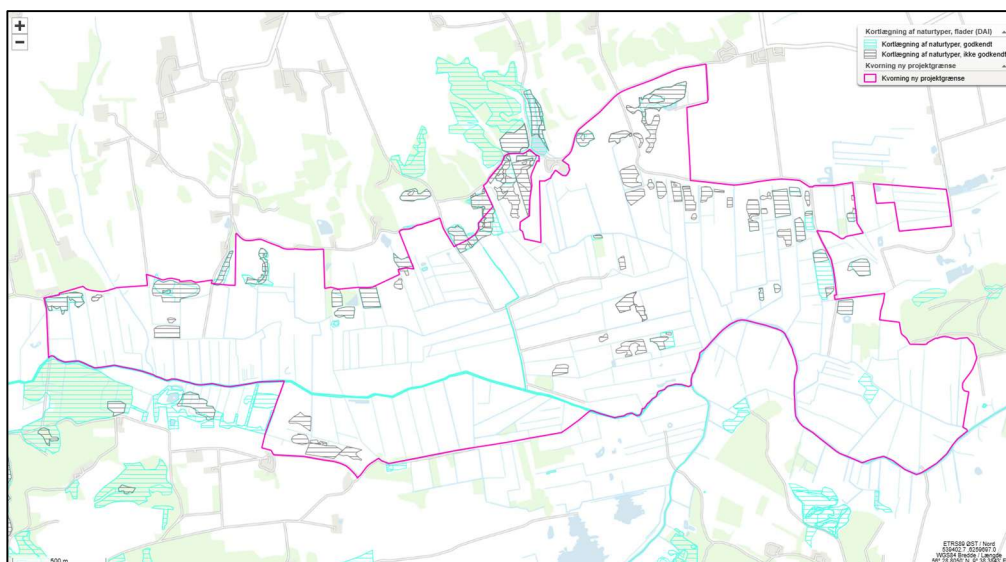 +
−
Kortlægning af naturtyper, flader (DAI)
Kortlægning af naturtyper, godkendt
Kortlægning af naturtyper, ikke godkendt
Kvorning ny projektgrænse
Kvorning ny projektgrænse
500 m
ETRS89 ØST / Nord
WGS84 Bredde / Længde